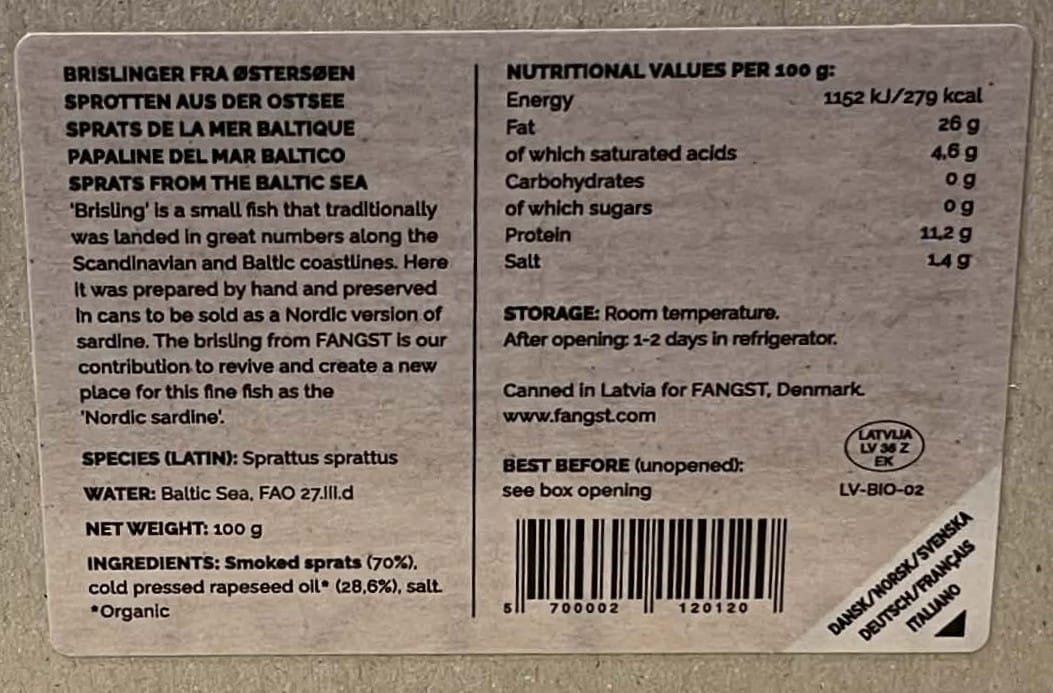 BRISLINGER FRA ØSTERSØEN
SPROTTEN AUS DER OSTSEE
SPRATS DE LA MER BALTIQUE
PAPALINE DEL MAR BALTICO
SPRATS FROM THE BALTIC SEA
'Brisling' is a small fish that traditionally
was landed in great numbers along the
Scandinavian and Baltic coastlines. Here
it was prepared by hand and preserved
in cans to be sold as a Nordic version of
sardine. The brisling from FANGST is our
contribution to revive and create a new
place for this fine fish as the
'Nordic sardine'.
SPECIES (LATIN): Sprattus sprattus
WATER: Baltic Sea, FAO 27.III.d
NET WEIGHT: 100 g
INGREDIENTS: Smoked sprats (70%),
cold pressed rapeseed oil* (28,6%), salt.
*Organic
NUTRITIONAL VALUES PER 100 g:
Energy 1152 kJ/279 kcal
Fat 26 g
of which saturated acids 4,6 g
Carbohydrates 0 g
of which sugars 0 g
Protein 11,2 g
Salt 1,4 g
STORAGE: Room temperature.
After opening: 1-2 days in refrigerator.
Canned in Latvia for FANGST, Denmark.
www.fangst.com
BEST BEFORE (unopened):
see box opening
LATVIJA
LV 36 Z
EK
LV-BIO-02
5 700002 120120
DANSK/NORSK/SVENSKA
DEUTSCH/FRANÇAIS
ITALIANO